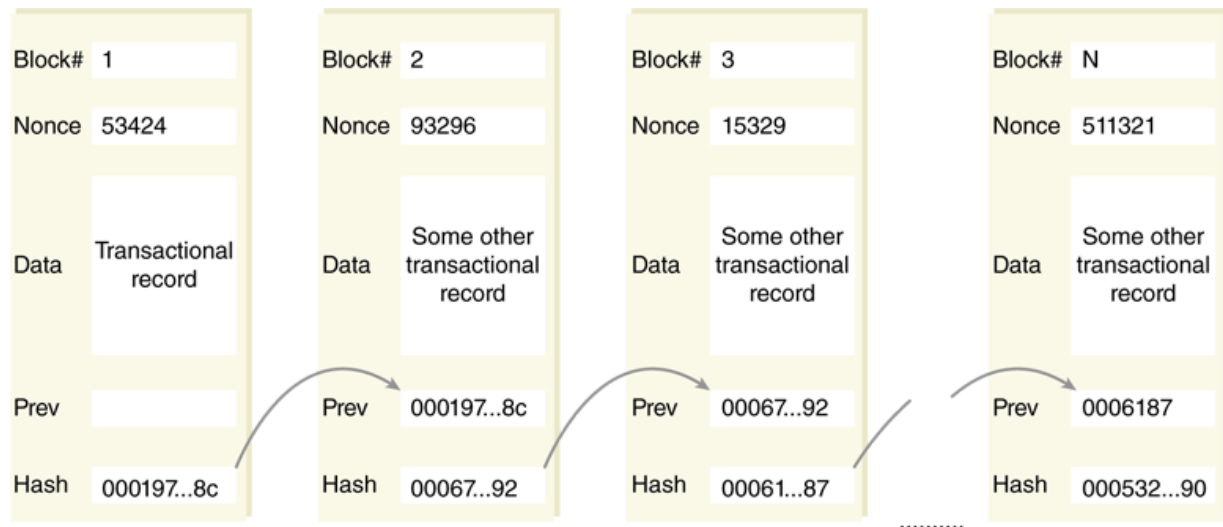 Block# 1
Nonce 53424
Data Transactional
record
Prev
Hash 000197...8c
Block# 2
Nonce 93296
Data Some other
transactional
record
Prev 000197...8c
Hash 00067...92
Block# 3
Nonce 15329
Data Some other
transactional
record
Prev 00067...92
Hash 00061...87
Block# N
Nonce 511321
Data Some other
transactional
record
Prev 0006187
Hash 000532...90